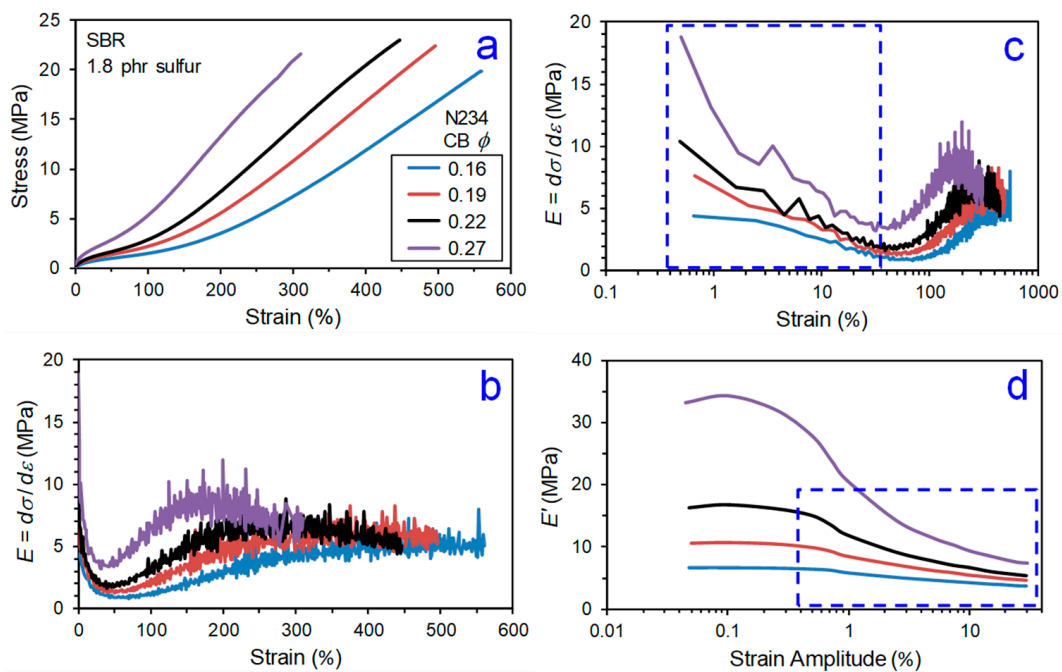 a
SBR
1.8 phr sulfur
N234
CB ϕ
0.16
0.19
0.22
0.27
Stress (MPa)
25
20
15
10
5
0
0 100 200 300 400 500 600
Strain (%)
c
E = dσ/dε (MPa)
20
15
10
5
0
0.1 1 10 100 1000
Strain (%)
b
E = dσ/dε (MPa)
20
15
10
5
0
0 100 200 300 400 500 600
Strain (%)
d
E' (MPa)
40
30
20
10
0
0.01 0.1 1 10
Strain Amplitude (%)